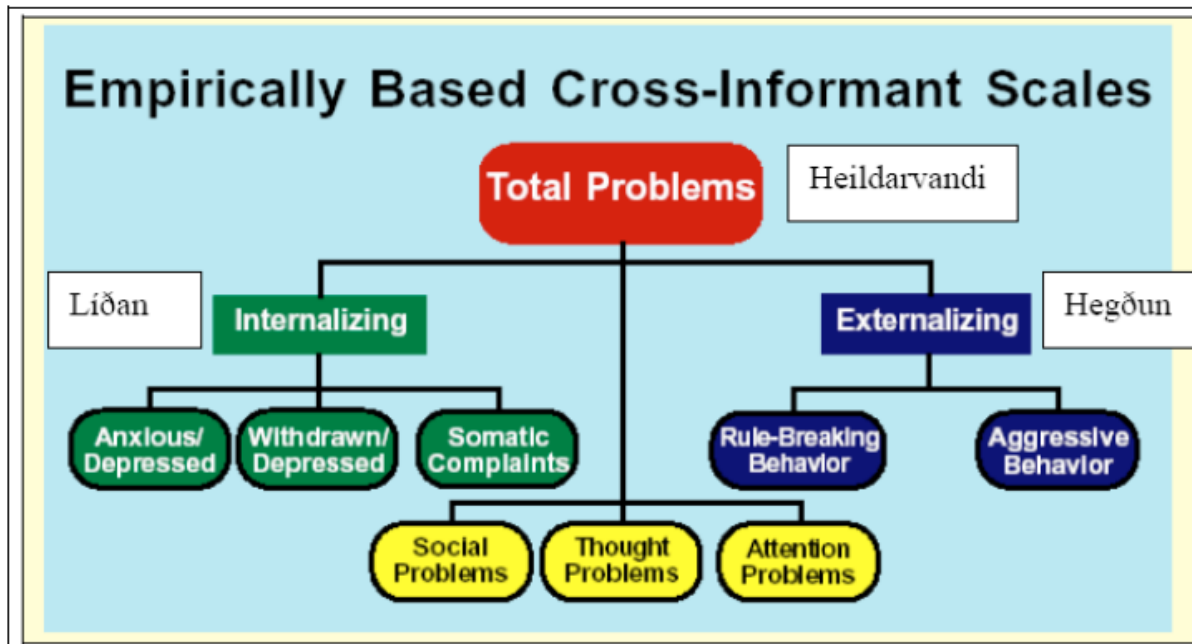 Empirically Based Cross-Informant Scales
Total Problems
Heildarvandi
Líðan
Internalizing
Externalizing
Hegðun
Anxious/
Depressed
Withdrawn/
Depressed
Somatic
Complaints
Rule-Breaking
Behavior
Aggressive
Behavior
Social
Problems
Thought
Problems
Attention
Problems